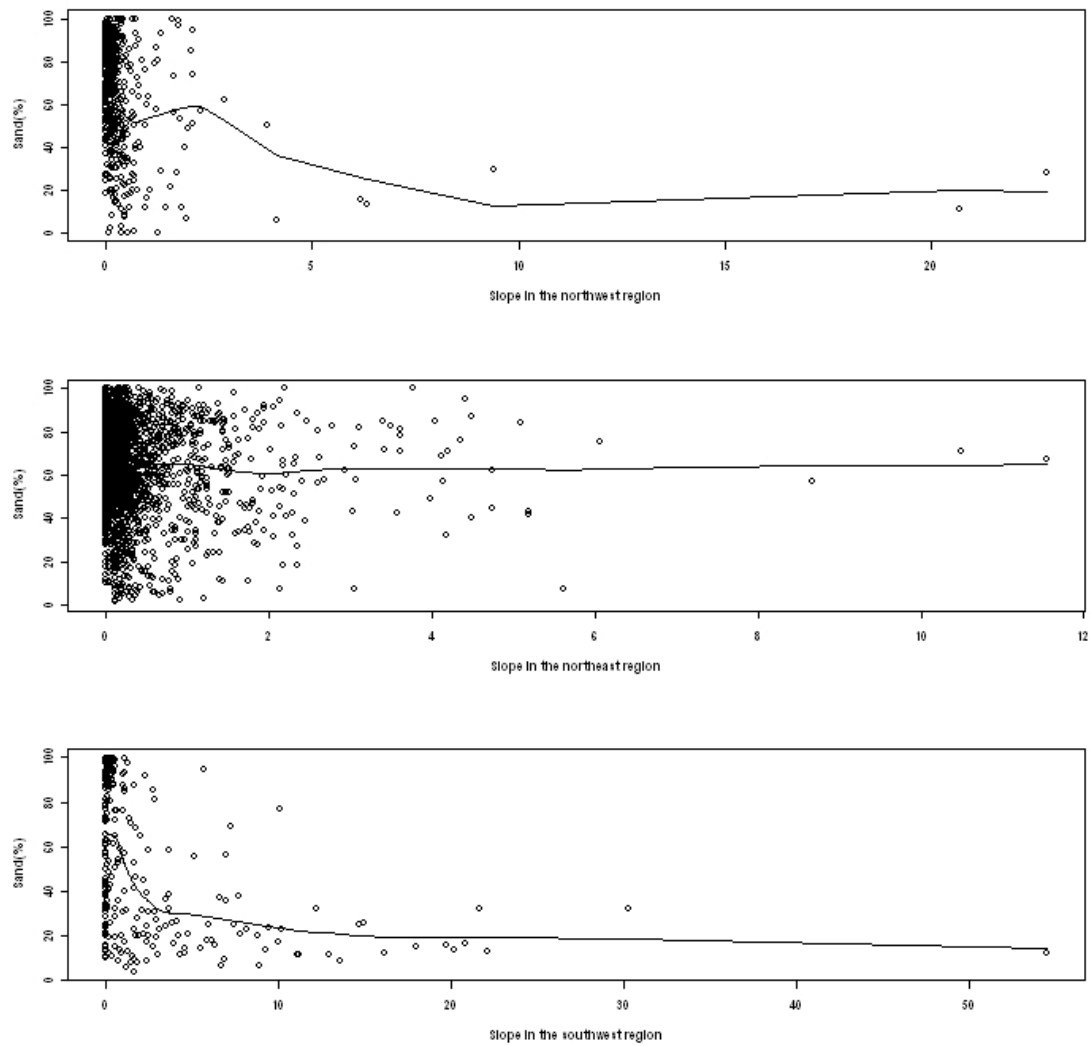 Sand(%)
0 20 40 60 80 100
0 5 10 15 20
Slope in the northwest region
Sand(%)
0 20 40 60 80 100
0 2 4 6 8 10 12
Slope in the northeast region
Sand(%)
0 20 40 60 80 100
0 10 20 30 40 50
Slope in the southwest region